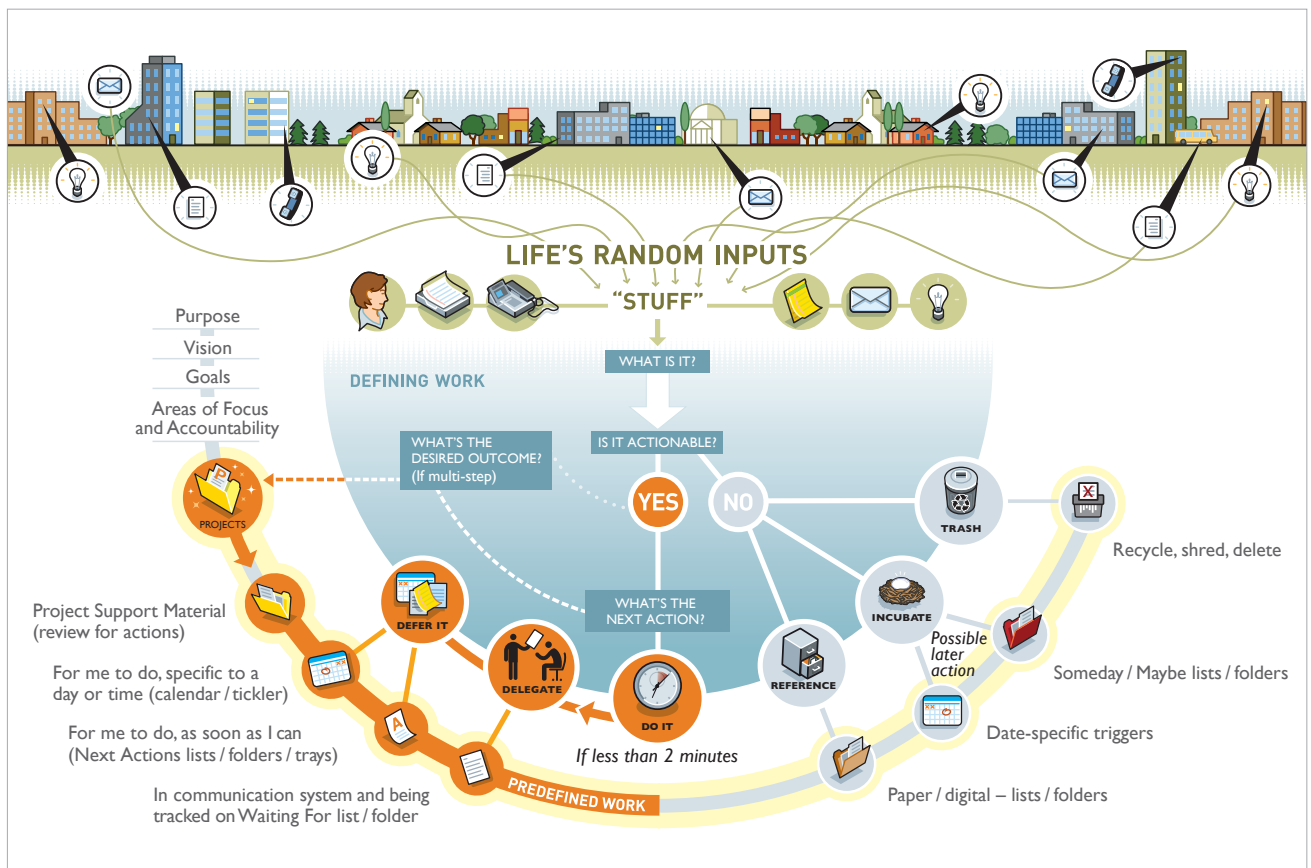 LIFE'S RANDOM INPUTS
"STUFF"
Purpose
Vision
Goals
Areas of Focus
and Accountability
WHAT IS IT?
DEFINING WORK
IS IT ACTIONABLE?
WHAT'S THE
DESIRED OUTCOME?
(If multi-step)
YES
NO
P
PROJECTS
TRASH
X
Recycle, shred, delete
Project Support Material
(review for actions)
DEFER IT
WHAT'S THE
NEXT ACTION?
INCUBATE
Possible
later
action
Someday / Maybe lists / folders
For me to do, specific to a
day or time (calendar / tickler)
DELEGATE
DO IT
REFERENCE
Date-specific triggers
For me to do, as soon as I can
(Next Actions lists / folders / trays)
A
If less than 2 minutes
PREDEFINED WORK
Paper / digital – lists / folders
In communication system and being
tracked on Waiting For list / folder